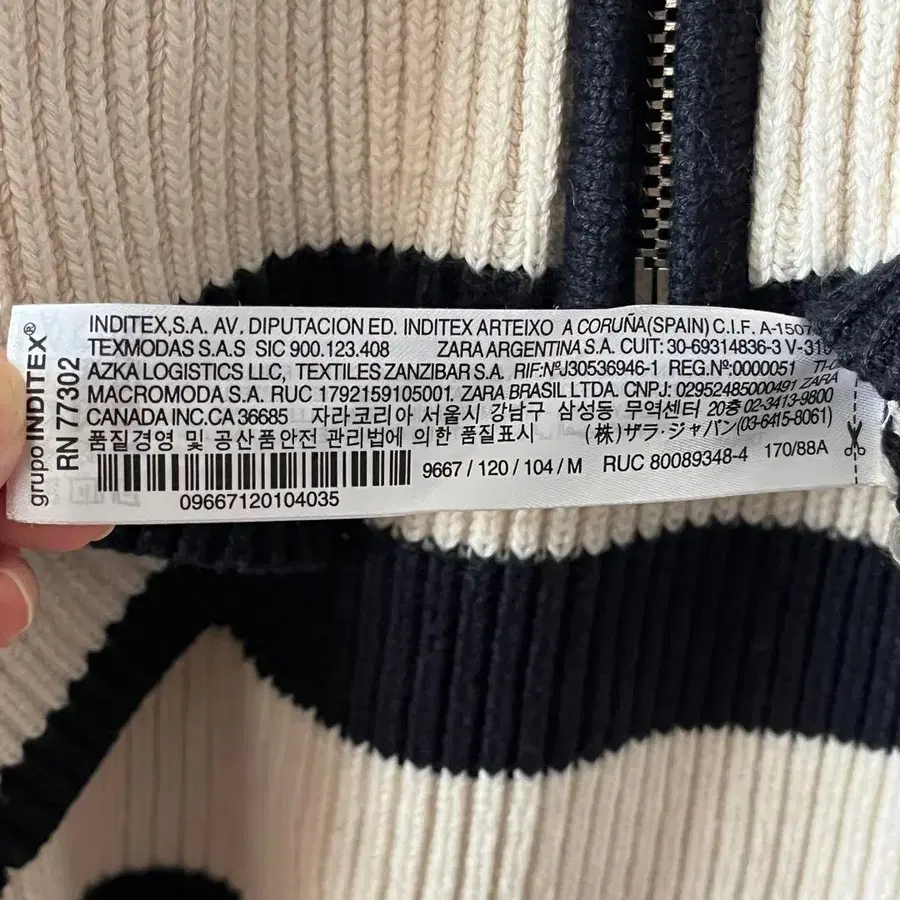 grupo INDITEX®
RN 77302
INDITEX,S.A. AV. DIPUTACION ED. INDITEX ARTEIXO A CORUÑA(SPAIN) C.I.F.
TEXMODAS S.A.S SIC 900.123.408 ZARA ARGENTINA S.A. CUIT: 30-69314836-3
AZKA LOGISTICS LLC, TEXTILES ZANZIBAR S.A. RIF:NºJ30536946-1 REG.Nº:0000051
MACROMODA S.A. RUC 1792159105001. ZARA BRASIL LTDA. CNPJ: 02952485000491 ZARA
CANADA INC.CA 36685 자라코리아 서울시 강남구 삼성동 무역센터 20층 02-3413-9800
품질경영 및 공산품안전 관리법에 의한 품질표시 (株)ザラ・ジャパン(03-6415-8061)
9667 / 120 / 104 / M RUC 80089348-4 170/88A
09667120104035